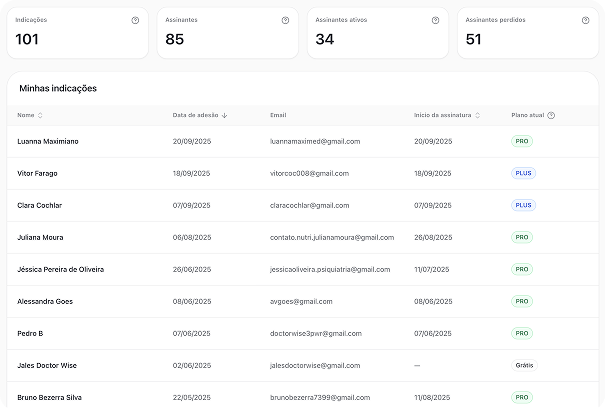 Indicações
101
Assinantes
85
Assinantes ativos
34
Assinantes perdidos
51
Minhas indicações
Nome Data de adesão Email Início da assinatura Plano atual
Luanna Maximiano 20/09/2025 luannamaximed@gmail.com 20/09/2025 PRO
Vitor Farago 18/09/2025 vitorcoc008@gmail.com 18/09/2025 PLUS
Clara Cochlar 07/09/2025 claracochlar@gmail.com 07/09/2025 PLUS
Juliana Moura 06/08/2025 contato.nutri.julianamoura@gmail.com 26/08/2025 PRO
Jéssica Pereira de Oliveira 26/06/2025 jessicaoliveira.psiquiatria@gmail.com 11/07/2025 PRO
Alessandra Goes 08/06/2025 avgoes@gmail.com 08/06/2025 PRO
Pedro B 07/06/2025 doctorwise3pwr@gmail.com 07/06/2025 PRO
Jales Doctor Wise 02/06/2025 jalesdoctorwise@gmail.com — Grátis
Bruno Bezerra Silva 22/05/2025 brunobezerra7399@gmail.com 11/08/2025 PRO